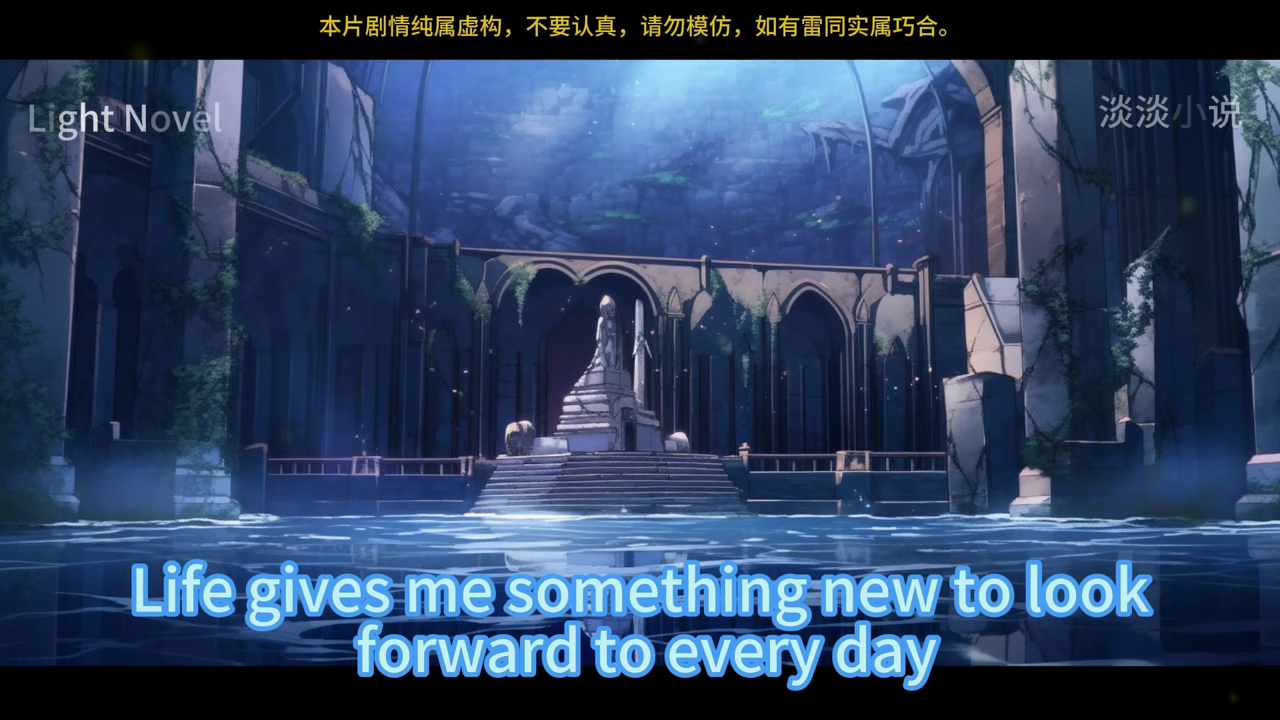 本片剧情纯属虚构，不要认真，请勿模仿，如有雷同实属巧合。
Light Novel
淡淡小说
Life gives me something new to look
forward to every day